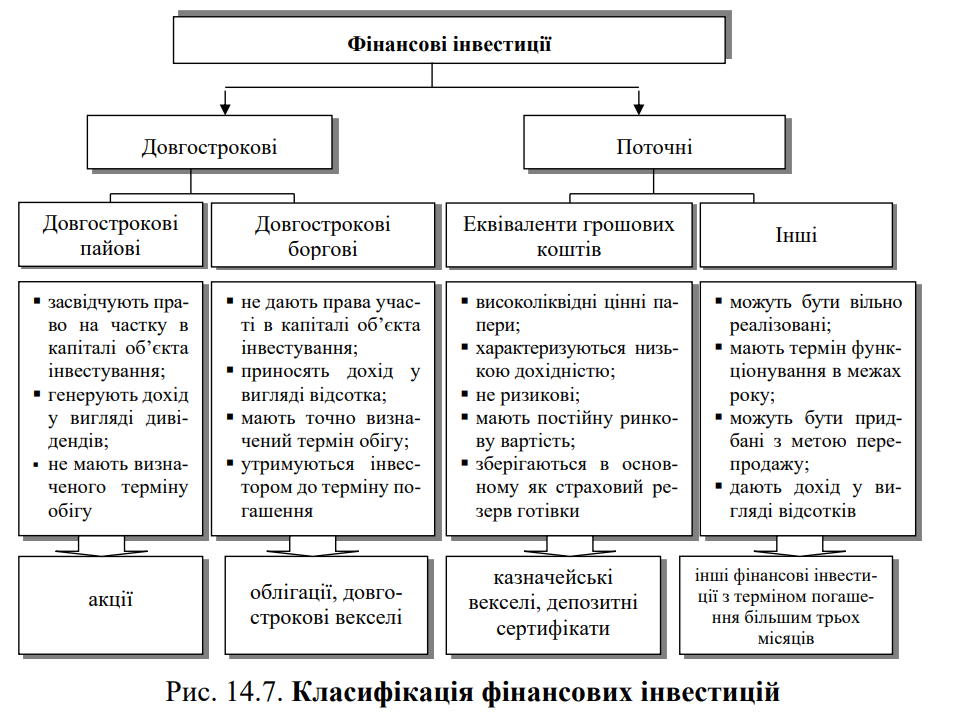 Фінансові інвестиції
Довгострокові
Поточні
Довгострокові
пайові
Довгострокові
боргові
Еквіваленти грошових
коштів
Інші
▪ засвідчують пра-
во на частку в
капіталі об’єкта
інвестування;
▪ генерують дохід
у вигляді диві-
дендів;
▪ не мають визна-
ченого терміну
обігу
▪ не дають права учас-
ті в капіталі об’єкта
інвестування;
▪ приносять дохід у
вигляді відсотка;
▪ мають точно визна-
чений термін обігу;
▪ утримуються інвес-
тором до терміну по-
гашення
▪ високоліквідні цінні па-
пери;
▪ характеризуються низь-
кою дохідністю;
▪ не ризикові;
▪ мають постійну ринко-
ву вартість;
▪ зберігаються в основ-
ному як страховий ре-
зерв готівки
▪ можуть бути вільно
реалізовані;
▪ мають термін функ-
ціонування в межах
року;
▪ можуть бути прид-
бані з метою пере-
продажу;
▪ дають дохід у ви-
гляді відсотків
акції
облігації, довго-
строкові векселі
казначейські
векселі, депозитні
сертифікати
інші фінансові інвести-
ції з терміном погаше-
ння більшим трьох
місяців
Рис. 14.7. Класифікація фінансових інвестицій